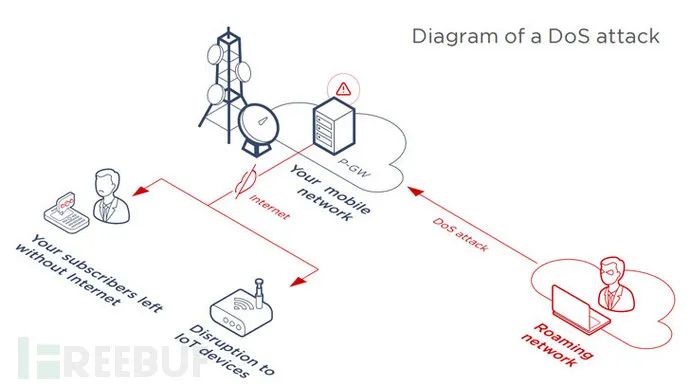 Diagram of a DoS attack
P-GW
Your mobile
network
Internet
DoS attack
Your subscribers left
without Internet
Disruption to
IoT devices
Roaming
network
REEBUF